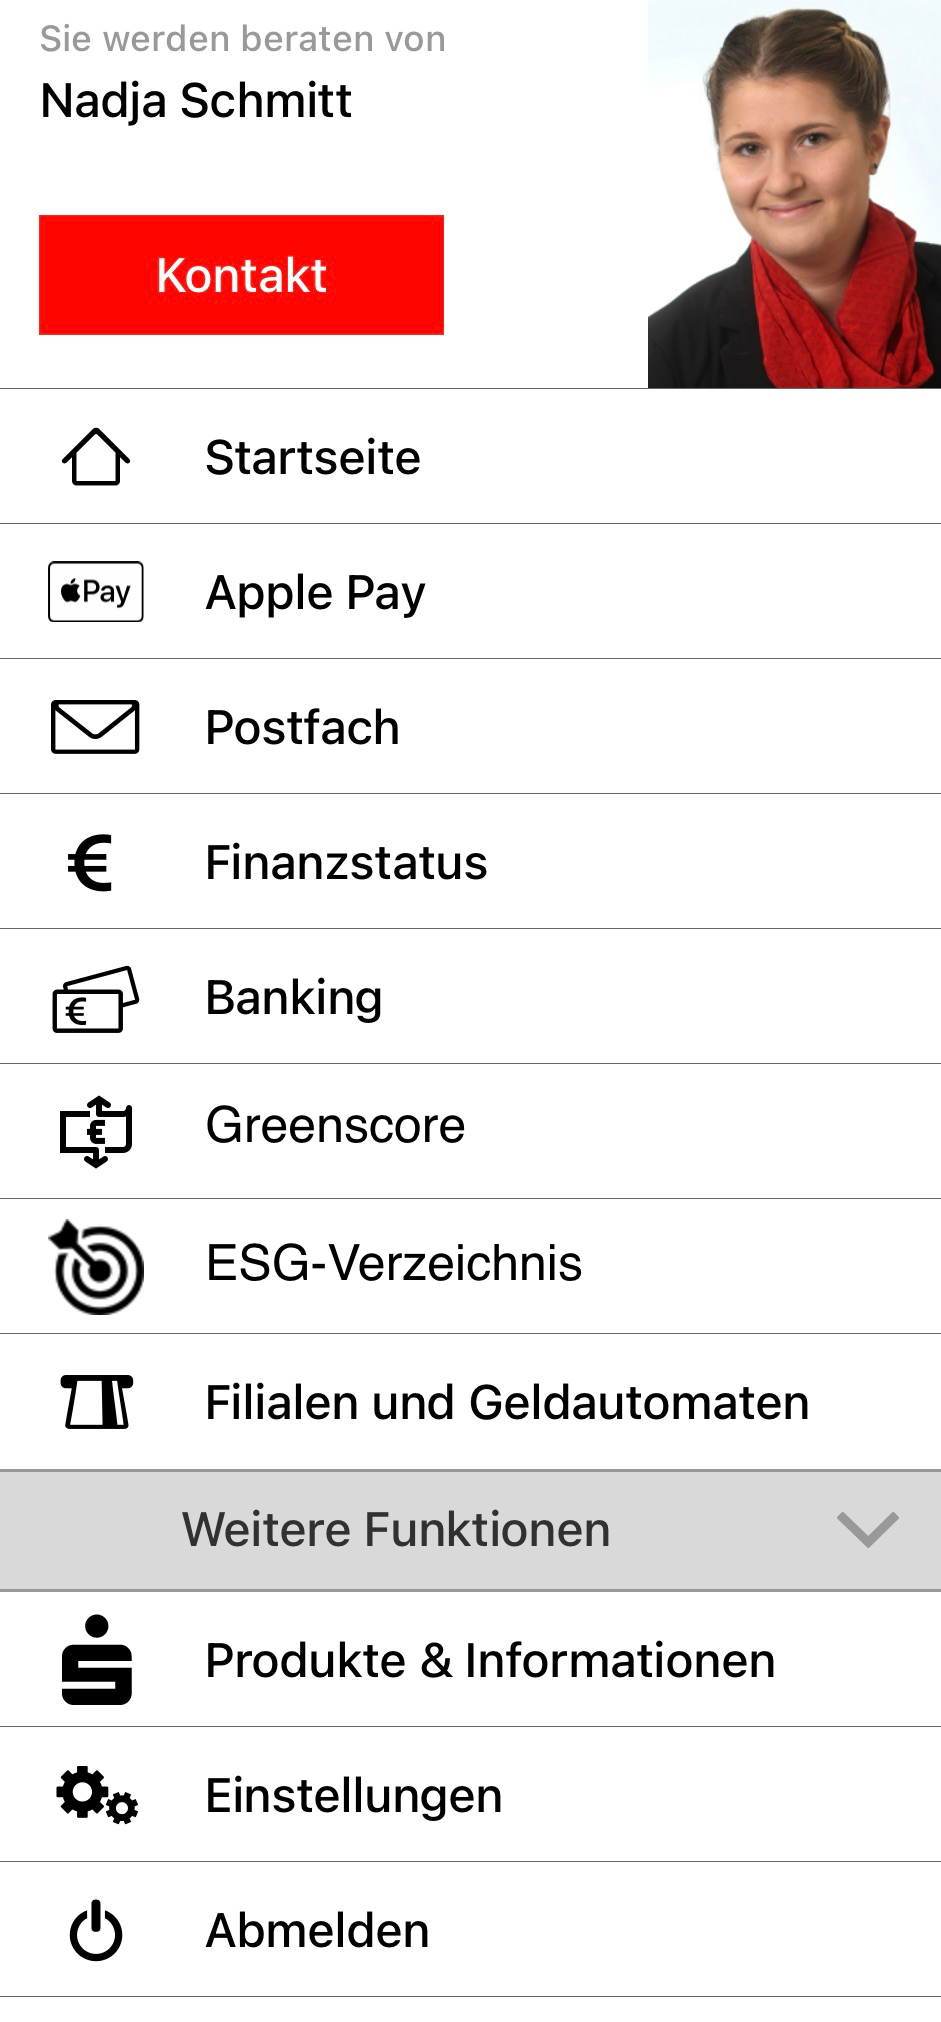 Sie werden beraten von
Nadja Schmitt
Kontakt
Startseite
Pay
Apple Pay
Postfach
€
Finanzstatus
€
Banking
€
Greenscore
ESG-Verzeichnis
Filialen und Geldautomaten
Weitere Funktionen
Produkte & Informationen
Einstellungen
Abmelden